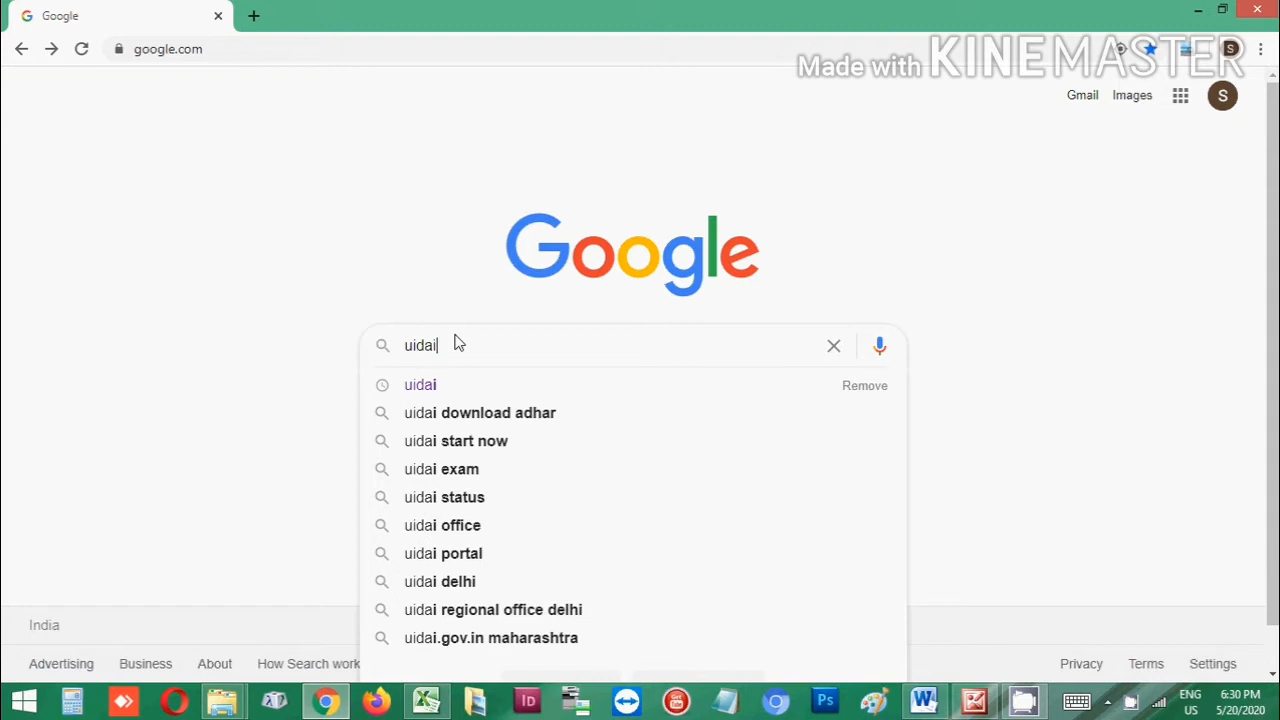 Google
google.com
Made with KINEMASTER
Gmail Images
S
Google
uidai
uidai Remove
uidai download adhar
uidai start now
uidai exam
uidai status
uidai office
uidai portal
uidai delhi
uidai regional office delhi
uidai.gov.in maharashtra
India
Advertising Business About How Search work Privacy Terms Settings
ENG 6:30 PM
US 5/20/2020